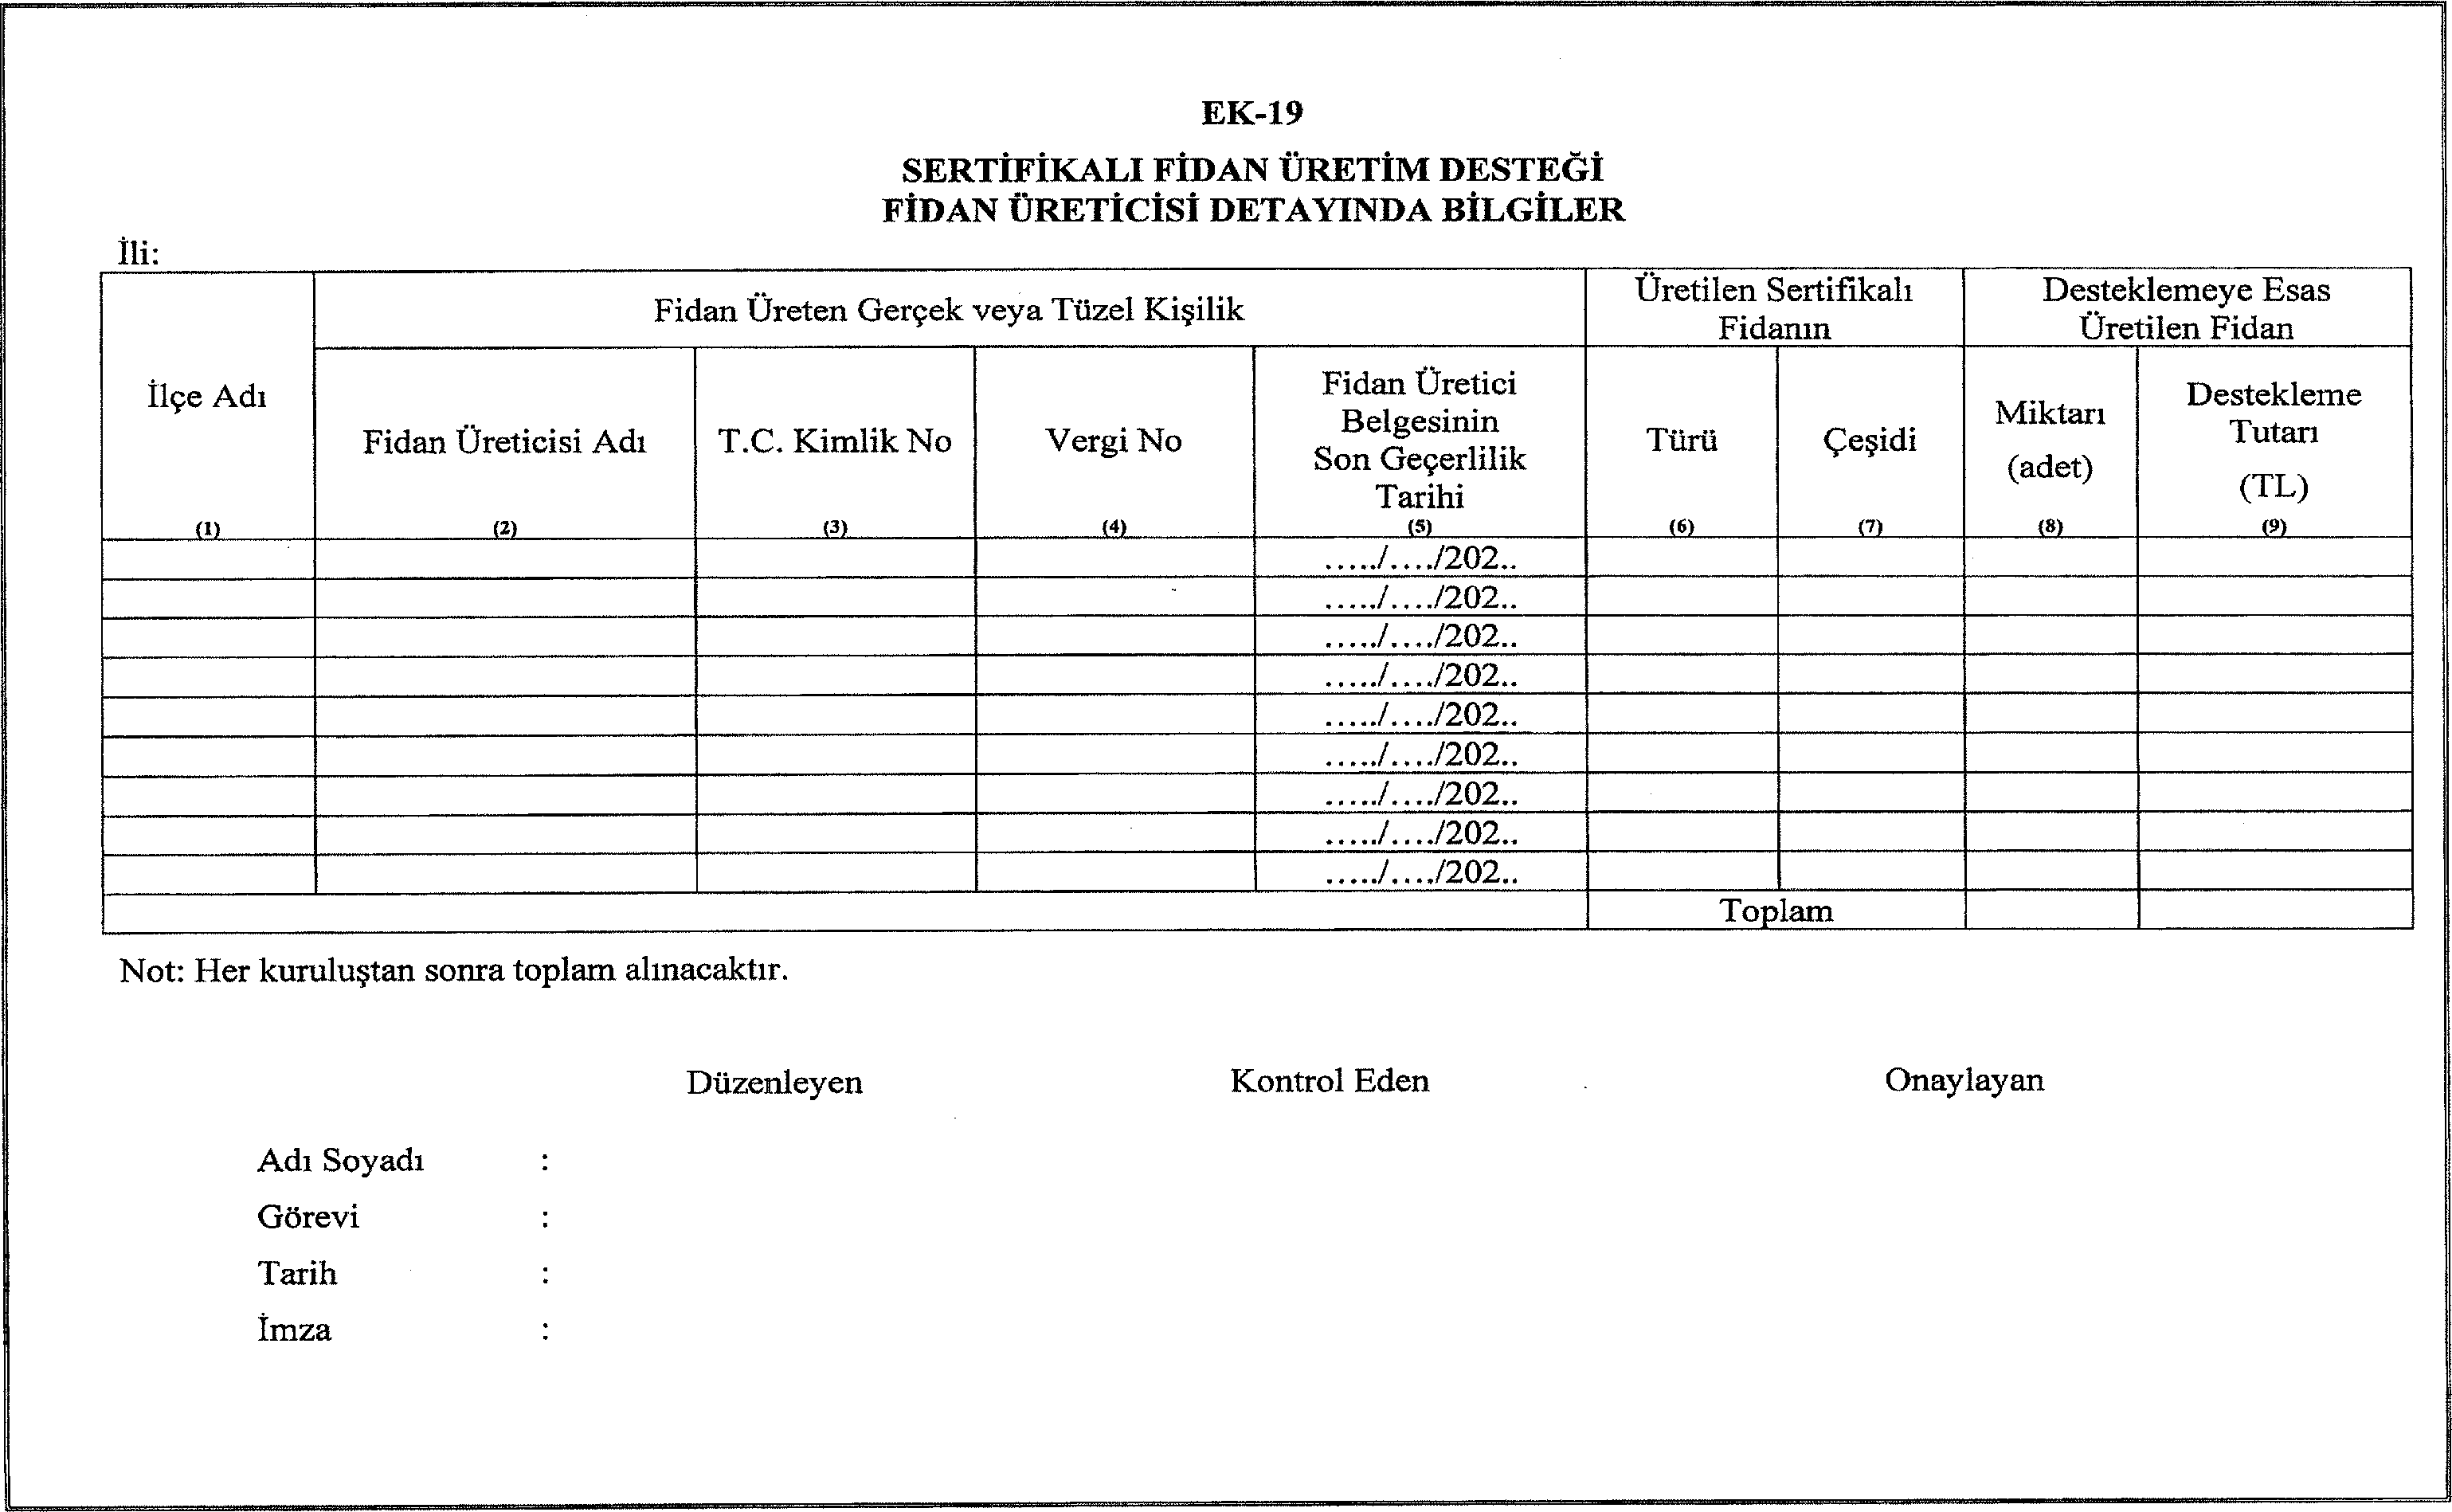 EK-19
SERTİFİKALI FİDAN ÜRETİM DESTEĞİ
FİDAN ÜRETİCİSİ DETAYINDA BİLGİLER
İli:
İlçe Adı
(1)
Fidan Üreten Gerçek veya Tüzel Kişilik
Üretilen Sertifikalı
Fidanın
Desteklemeye Esas
Üretilen Fidan
Fidan Üreticisi Adı
(2)
T.C. Kimlik No
(3)
Vergi No
(4)
Fidan Üretici
Belgesinin
Son Geçerlilik
Tarihi
(5)
Türü
(6)
Çeşidi
(7)
Miktarı
(adet)
(8)
Destekleme
Tutarı
(TL)
(9)
…../…./202..
…../…./202..
…../…./202..
…../…./202..
…../…./202..
…../…./202..
…../…./202..
…../…./202..
…../…./202..
Toplam
Not: Her kuruluştan sonra toplam alınacaktır.
Düzenleyen Kontrol Eden Onaylayan
Adı Soyadı :
Görevi :
Tarih :
İmza :